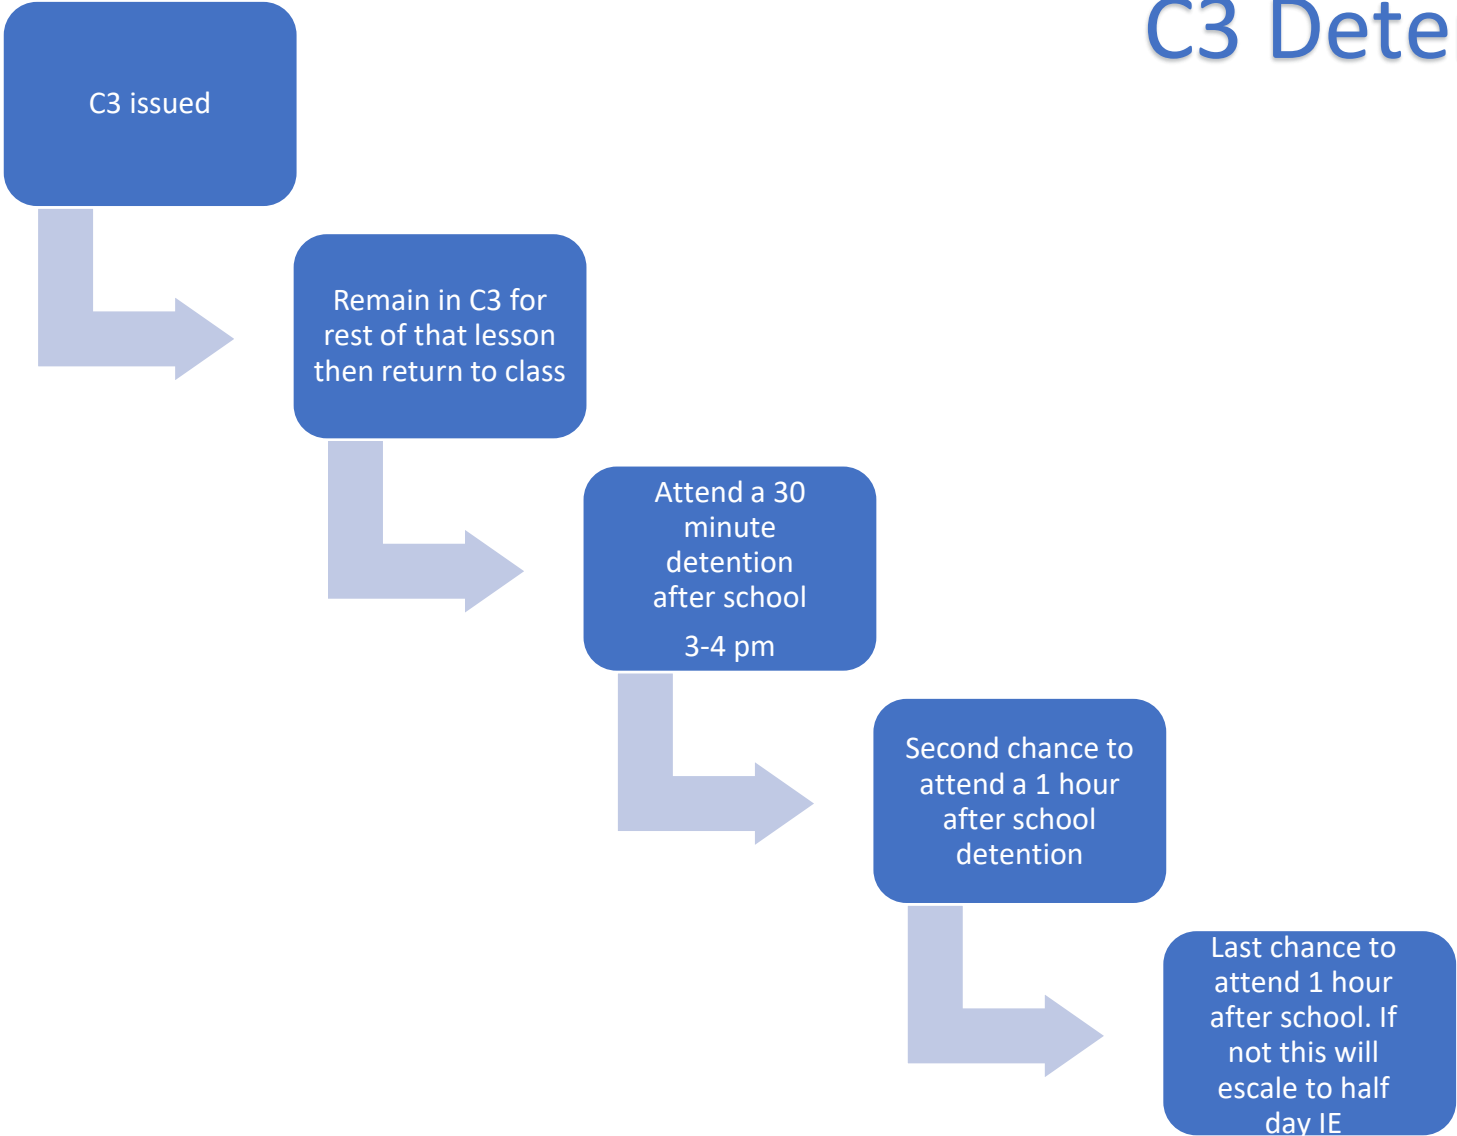 C3 Dete
C3 issued
Remain in C3 for
rest of that lesson
then return to class
Attend a 30
minute
detention
after school
3-4 pm
Second chance to
attend a 1 hour
after school
detention
Last chance to
attend 1 hour
after school. If
not this will
escale to half
day IE